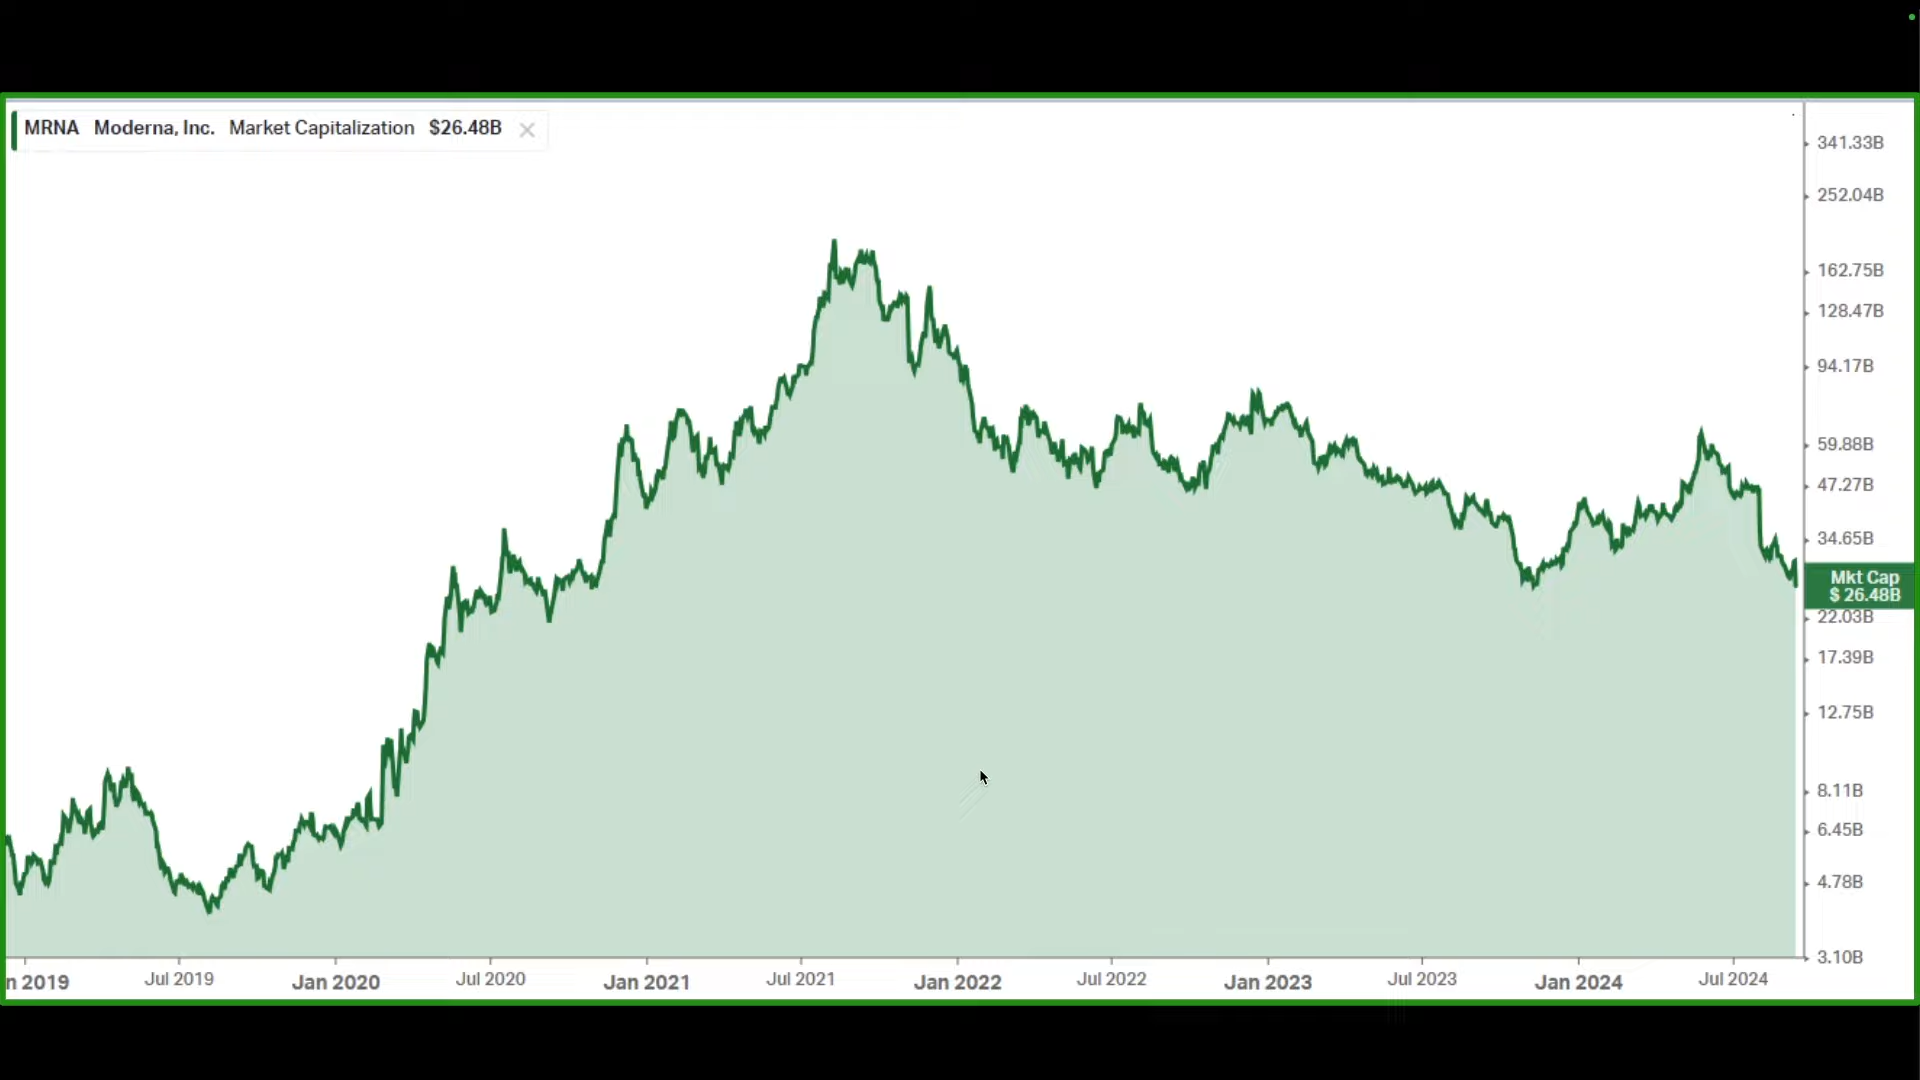 MRNA Moderna, Inc. Market Capitalization $26.48B ×
341.33B
252.04B
162.75B
128.47B
94.17B
59.88B
47.27B
34.65B
Mkt Cap
$ 26.48B
22.03B
17.39B
12.75B
8.11B
6.45B
4.78B
3.10B
n 2019 Jul 2019 Jan 2020 Jul 2020 Jan 2021 Jul 2021 Jan 2022 Jul 2022 Jan 2023 Jul 2023 Jan 2024 Jul 2024